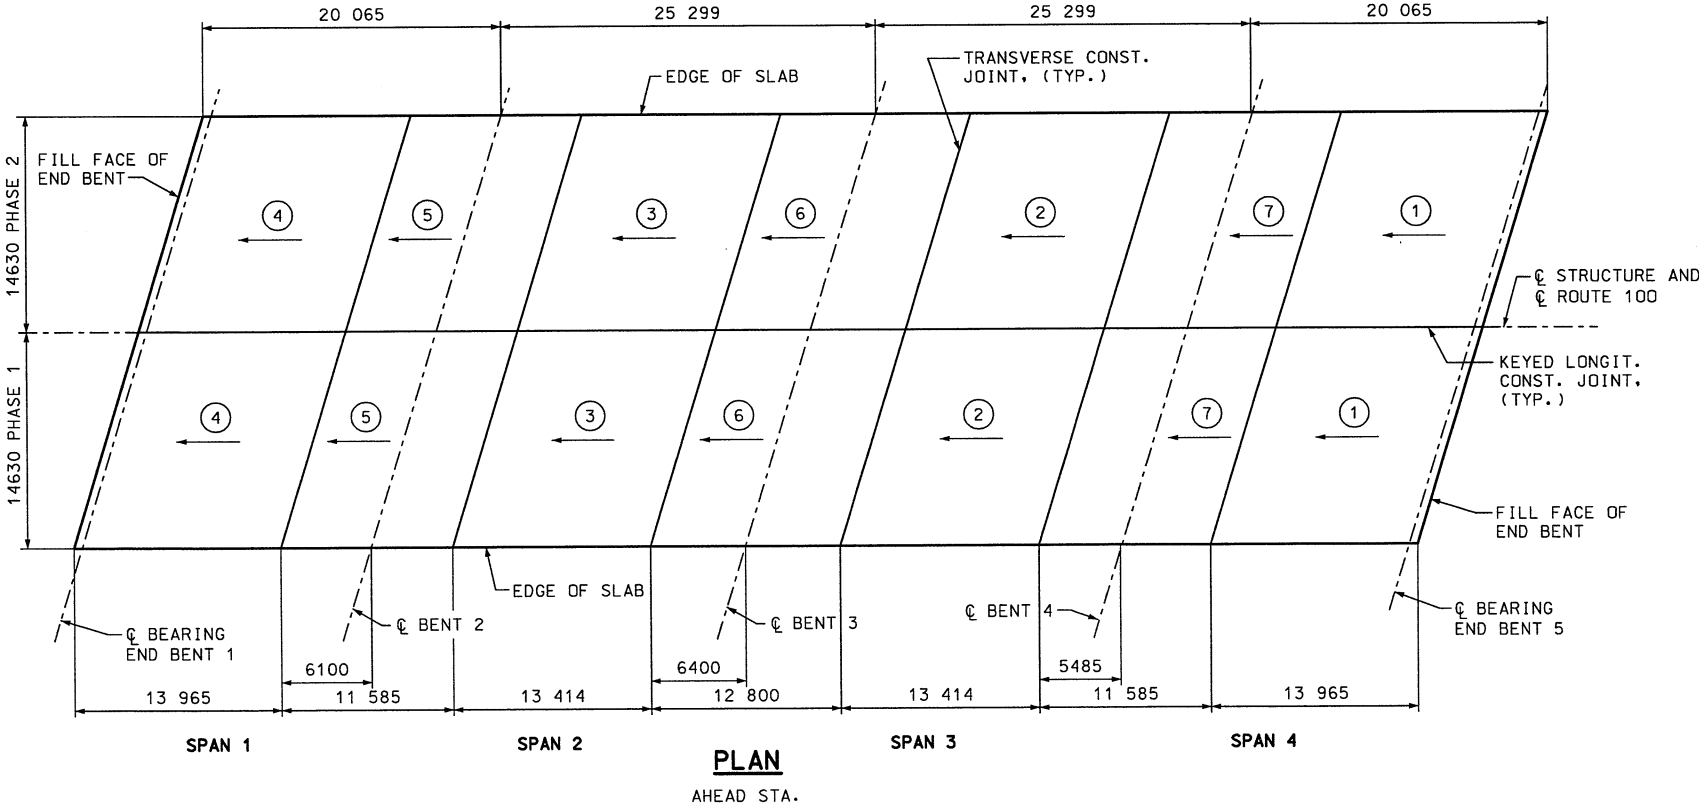 20 065
25 299
25 299
20 065
EDGE OF SLAB
TRANSVERSE CONST.
JOINT, (TYP.)
14630 PHASE 2
FILL FACE OF
END BENT
4
5
3
6
2
7
1
℄ STRUCTURE AND
℄ ROUTE 100
14630 PHASE 1
KEYED LONGIT.
CONST. JOINT,
(TYP.)
4
5
3
6
2
7
1
FILL FACE OF
END BENT
EDGE OF SLAB
℄ BEARING
END BENT 1
℄ BENT 2
℄ BENT 3
℄ BENT 4
℄ BEARING
END BENT 5
6100
6400
5485
13 965
11 585
13 414
12 800
13 414
11 585
13 965
SPAN 1
SPAN 2
SPAN 3
SPAN 4
PLAN
AHEAD STA.